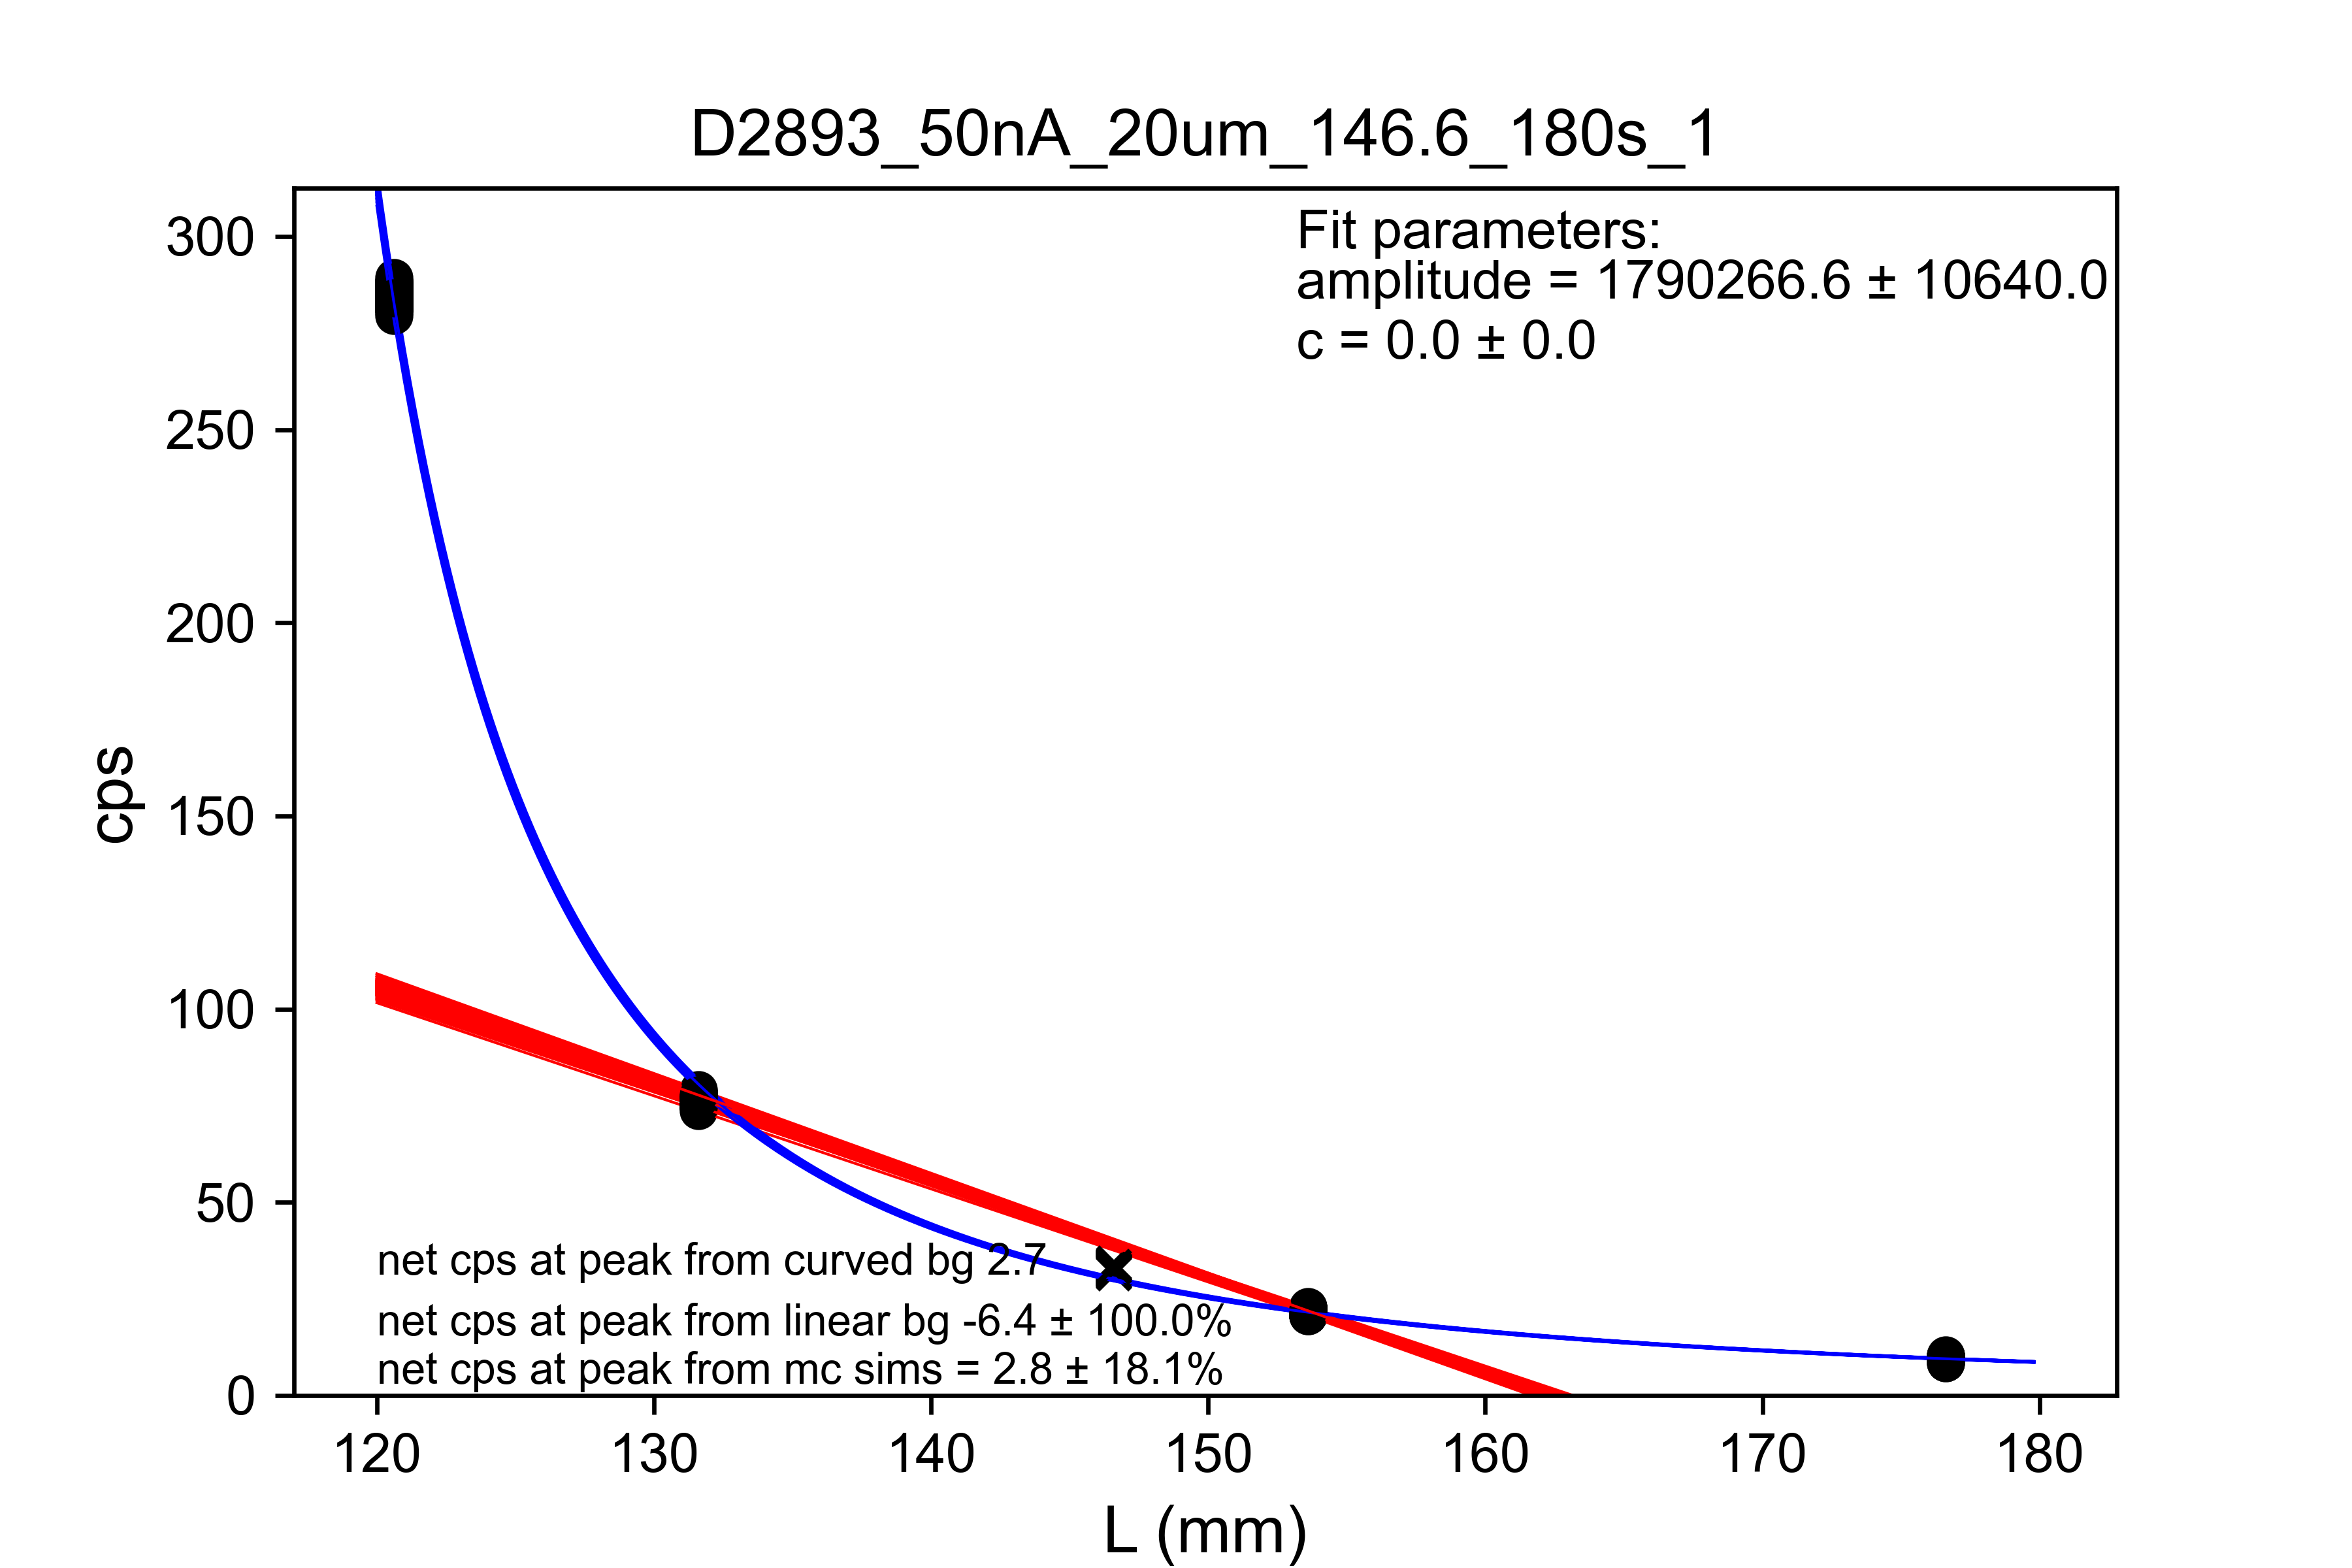 D2893_50nA_20um_146.6_180s_1
Fit parameters:
amplitude = 1790266.6 ± 10640.0
c = 0.0 ± 0.0
300
250
200
150
100
50
0
cps
net cps at peak from curved bg 2.7
net cps at peak from linear bg -6.4 ± 100.0%
net cps at peak from mc sims = 2.8 ± 18.1%
120 130 140 150 160 170 180
L (mm)